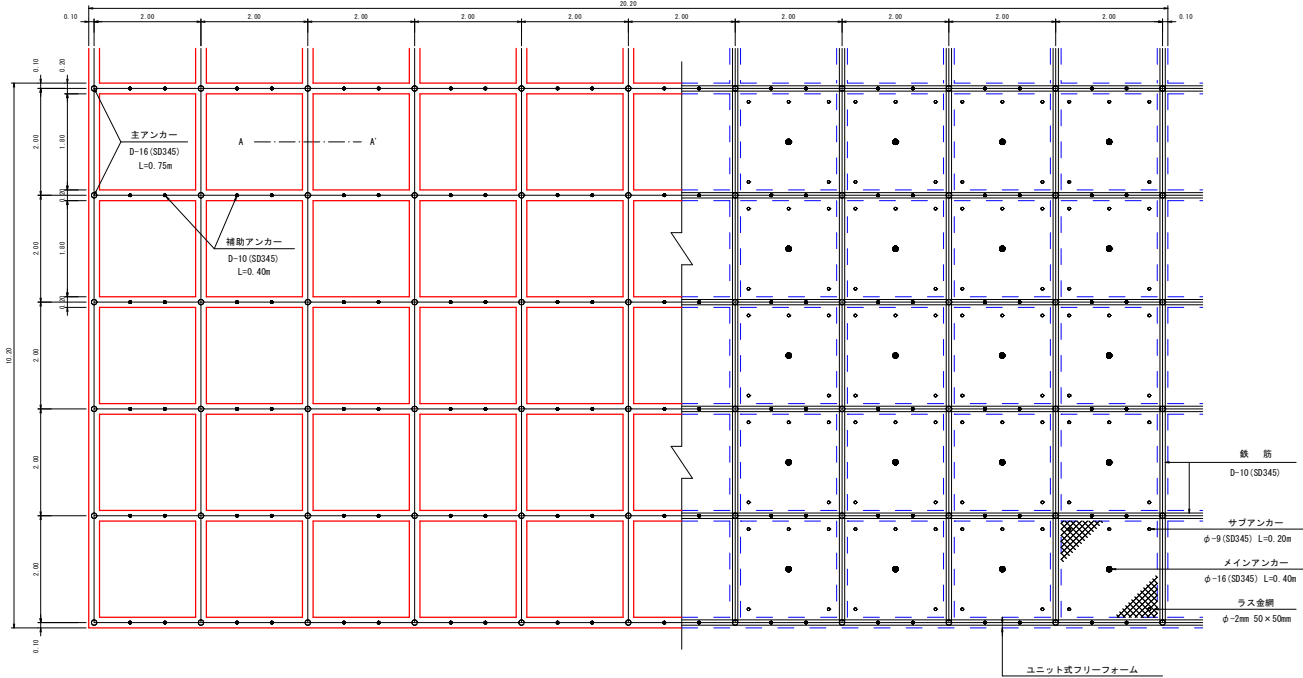 20.20
0.10 2.00 2.00 2.00 2.00 2.00 2.00 2.00 2.00 2.00 2.00 0.10
0.10 0.20
2.00 1.80
0.20
2.00 1.80
0.20
2.00
2.00
2.00
0.10
10.20
主アンカー
D-16(SD345)
L=0.75m
A A'
補助アンカー
D-10(SD345)
L=0.40m
鉄 筋
D-10(SD345)
サブアンカー
φ-9(SD345) L=0.20m
メインアンカー
φ-16(SD345) L=0.40m
ラス金網
φ-2mm 50×50mm
ユニット式フリーフォーム